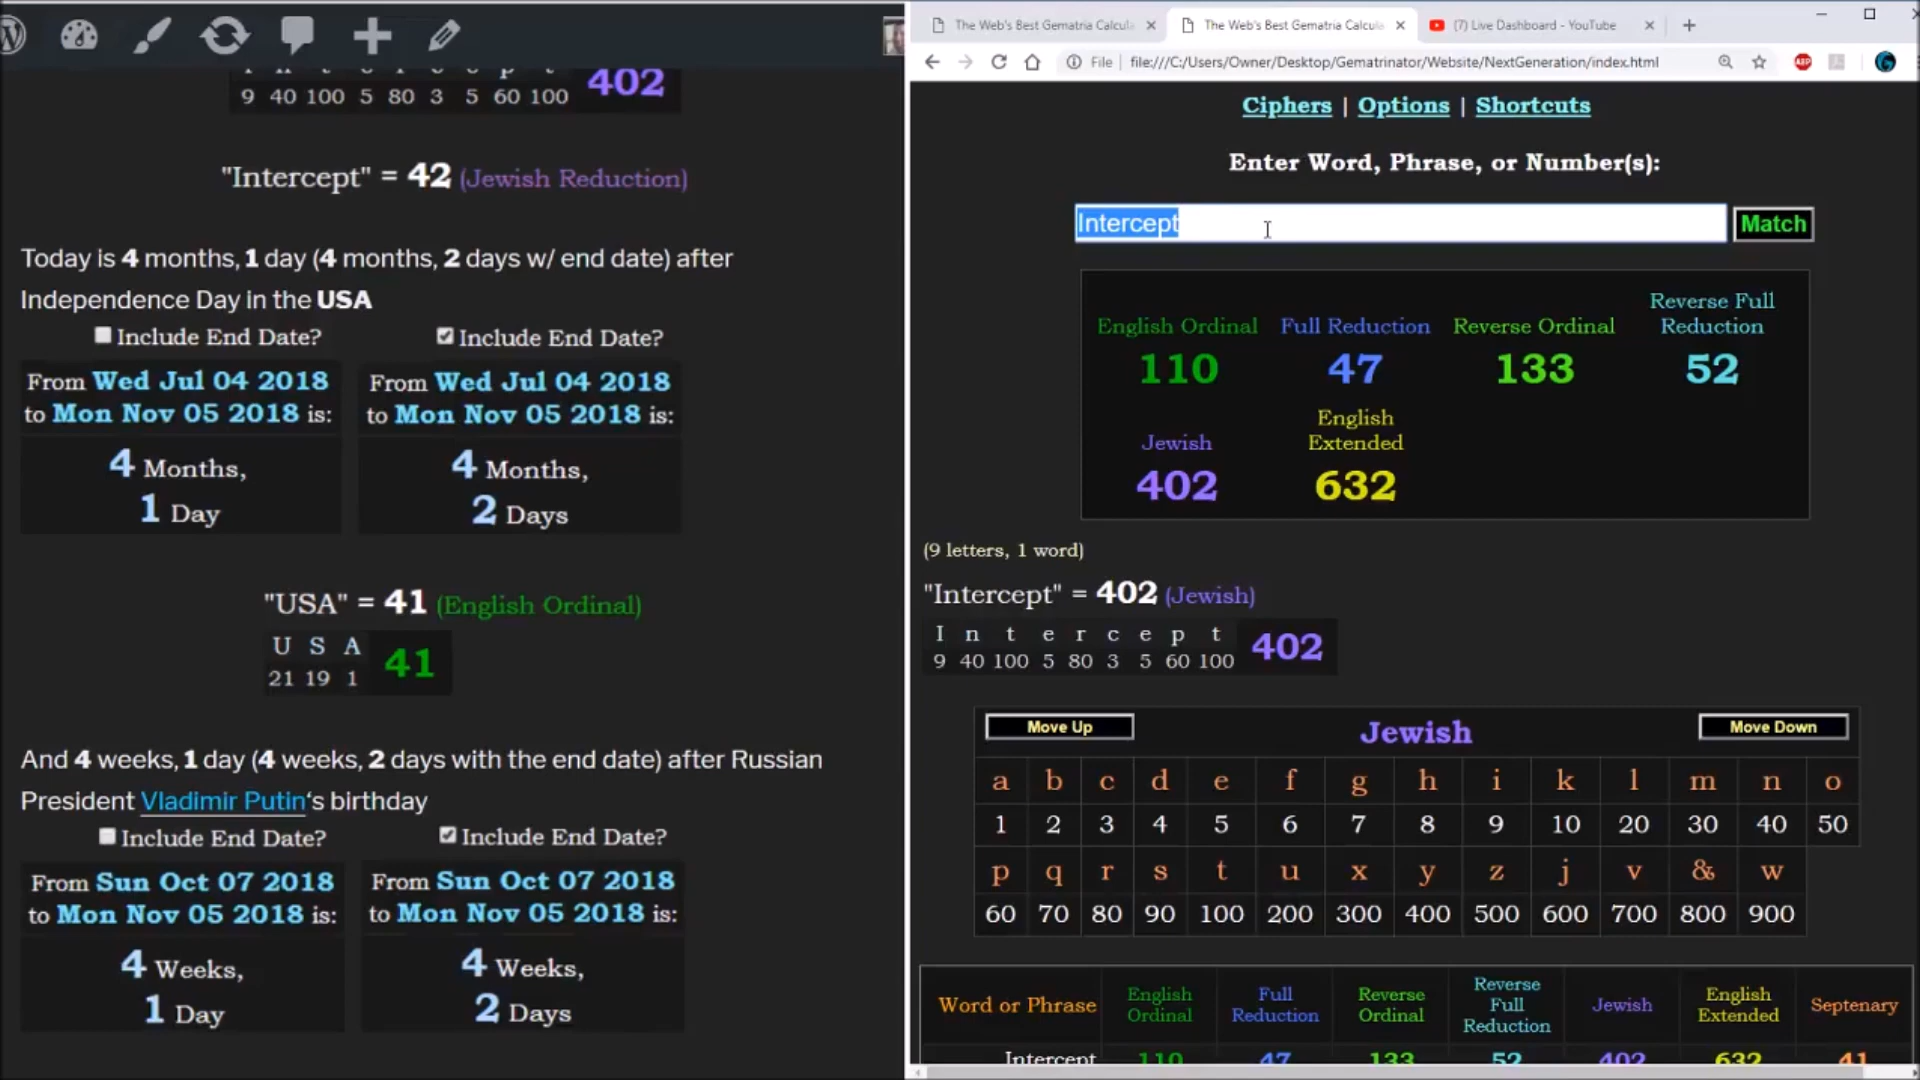 9 40 100 5 80 3 5 60 100 402
"Intercept" = 42 (Jewish Reduction)
Today is 4 months, 1 day (4 months, 2 days w/ end date) after
Independence Day in the USA
Include End Date? Include End Date?
From Wed Jul 04 2018
to Mon Nov 05 2018 is:
4 Months,
1 Day
From Wed Jul 04 2018
to Mon Nov 05 2018 is:
4 Months,
2 Days
"USA" = 41 (English Ordinal)
U S A
21 19 1
41
And 4 weeks, 1 day (4 weeks, 2 days with the end date) after Russian
President Vladimir Putin's birthday
Include End Date? Include End Date?
From Sun Oct 07 2018
to Mon Nov 05 2018 is:
4 Weeks,
1 Day
From Sun Oct 07 2018
to Mon Nov 05 2018 is:
4 Weeks,
2 Days
The Web's Best Gematria Calcula
The Web's Best Gematria Calcula
(7) Live Dashboard - YouTube
File | file:///C:/Users/Owner/Desktop/Gematrinator/Website/NextGeneration/index.html
Ciphers | Options | Shortcuts
Enter Word, Phrase, or Number(s):
Intercept
Match
English Ordinal
110
Full Reduction
47
Reverse Ordinal
133
Reverse Full
Reduction
52
Jewish
402
English
Extended
632
(9 letters, 1 word)
"Intercept" = 402 (Jewish)
I n t e r c e p t
9 40 100 5 80 3 5 60 100
402
Move Up
Jewish
Move Down
a b c d e f g h i k l m n o
1 2 3 4 5 6 7 8 9 10 20 30 40 50
p q r s t u x y z j v & w
60 70 80 90 100 200 300 400 500 600 700 800 900
Word or Phrase
English
Ordinal
Full
Reduction
Reverse
Ordinal
Reverse
Full
Reduction
Jewish
English
Extended
Septenary
Intercept 110 47 133 52 402 632 41